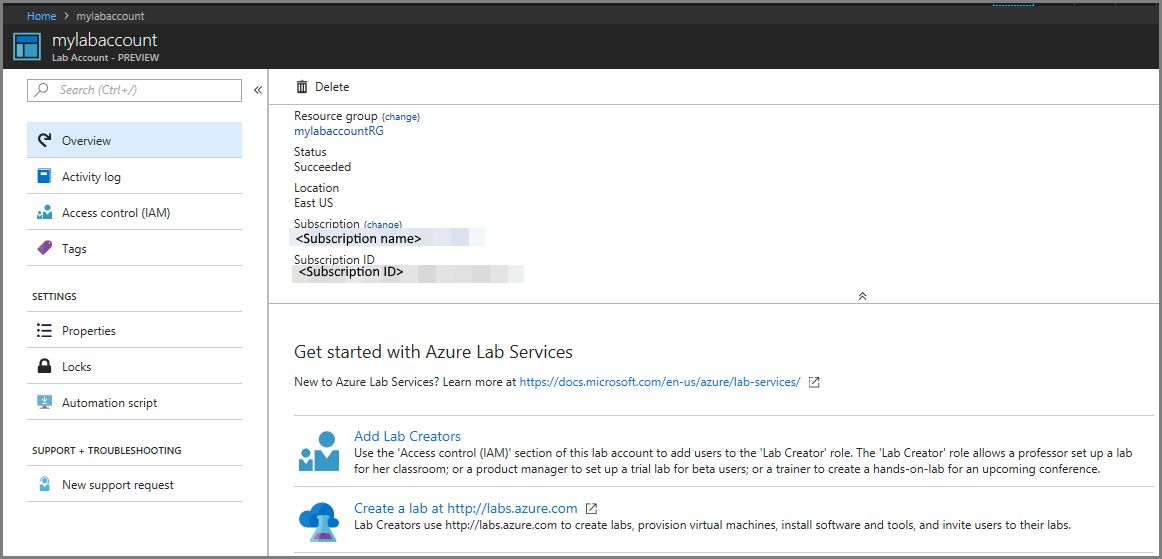 Home > mylabaccount
mylabaccount
Lab Account - PREVIEW
Search (Ctrl+/)
«
Overview
Activity log
Access control (IAM)
Tags
SETTINGS
Properties
Locks
Automation script
SUPPORT + TROUBLESHOOTING
New support request
Delete
Resource group (change)
mylabaccountRG
Status
Succeeded
Location
East US
Subscription (change)
<Subscription name>
Subscription ID
<Subscription ID>
Get started with Azure Lab Services
New to Azure Lab Services? Learn more at https://docs.microsoft.com/en-us/azure/lab-services/
Add Lab Creators
Use the 'Access control (IAM)' section of this lab account to add users to the 'Lab Creator' role. The 'Lab Creator' role allows a professor set up a lab
for her classroom; or a product manager to set up a trial lab for beta users; or a trainer to create a hands-on-lab for an upcoming conference.
Create a lab at http://labs.azure.com
Lab Creators use http://labs.azure.com to create labs, provision virtual machines, install software and tools, and invite users to their labs.